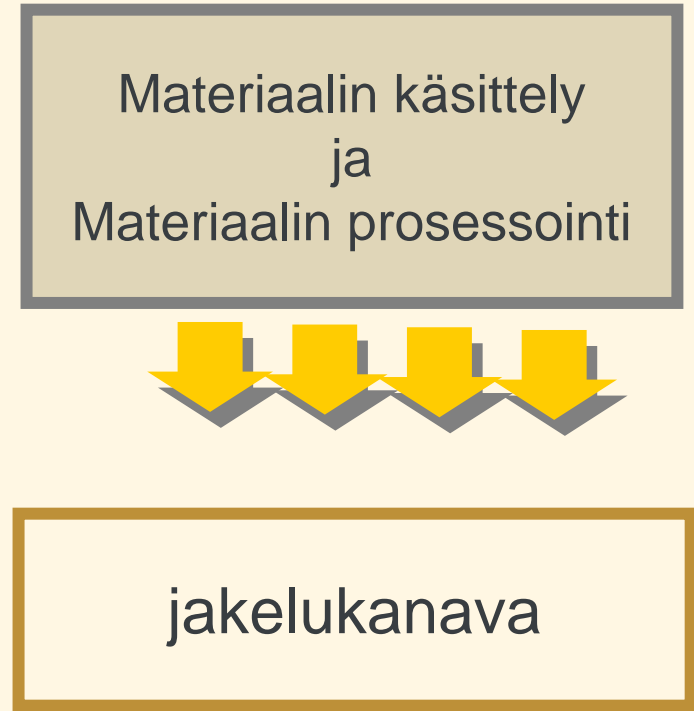 Materiaalin käsittely
ja
Materiaalin prosessointi
jakelukanava